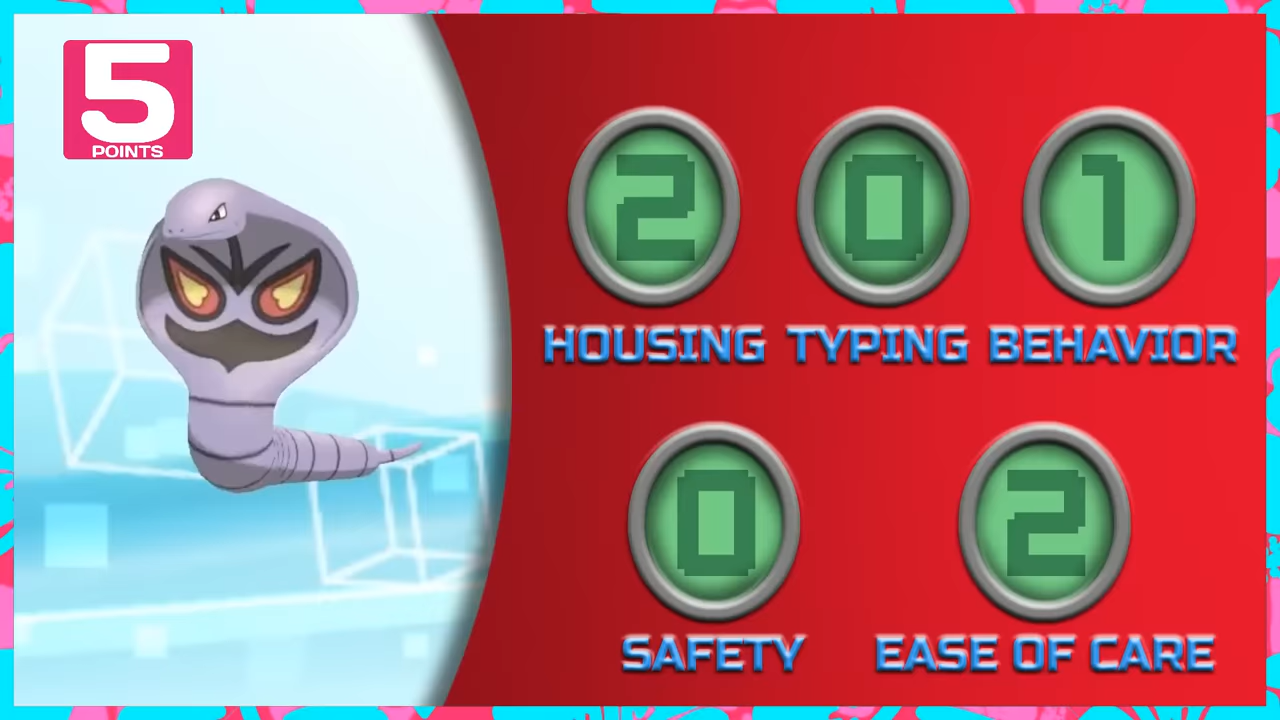 5
POINTS
2 0 1
HOUSING TYPING BEHAVIOR
0 2
SAFETY EASE OF CARE